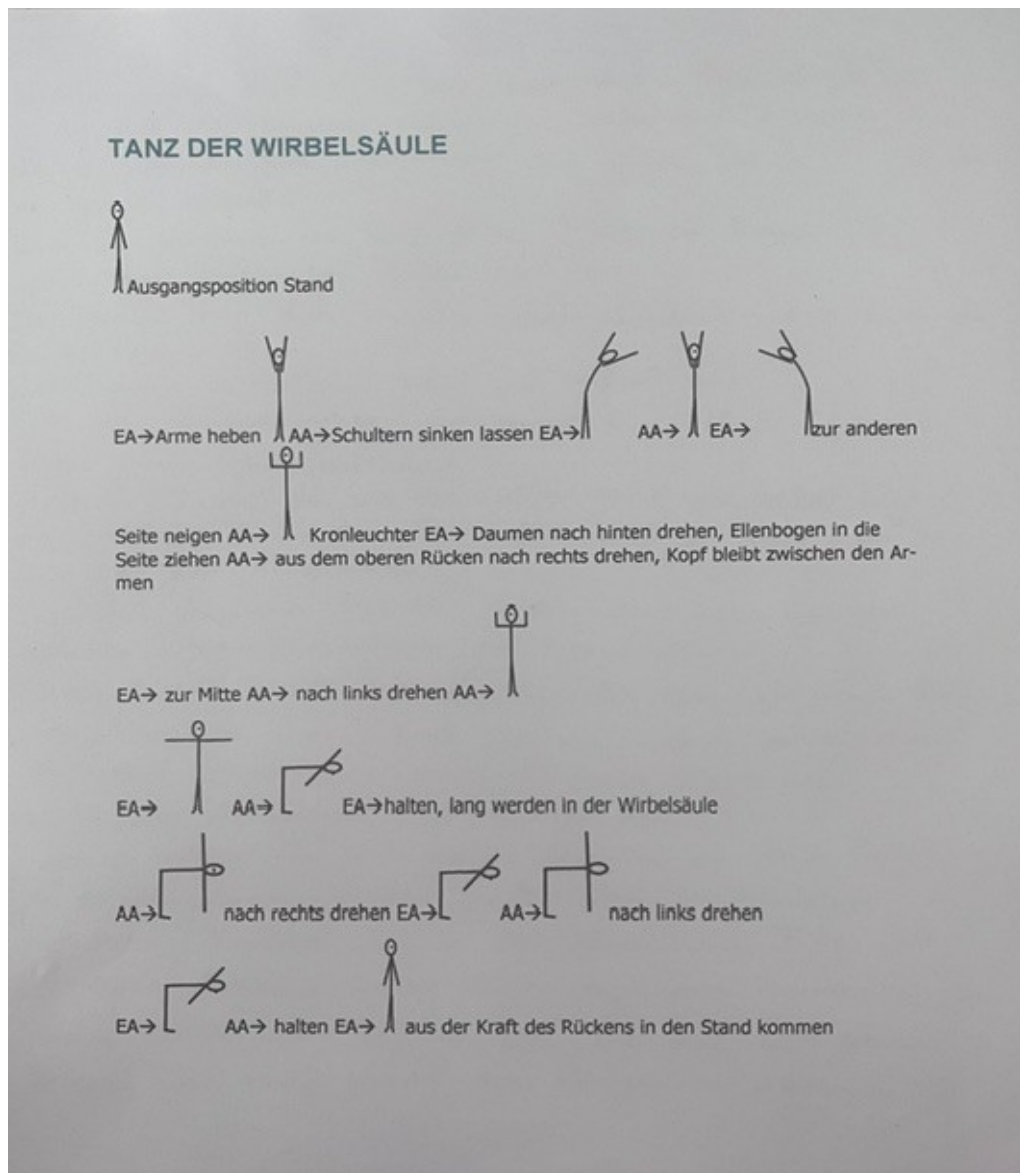 TANZ DER WIRBELSÄULE
Ausgangsposition Stand
EA→Arme heben AA→Schultern sinken lassen EA→ AA→ EA→ zur anderen
Seite neigen AA→ Kronleuchter EA→ Daumen nach hinten drehen, Ellenbogen in die
Seite ziehen AA→ aus dem oberen Rücken nach rechts drehen, Kopf bleibt zwischen den Ar-
men
EA→ zur Mitte AA→ nach links drehen AA→
EA→ AA→ EA→halten, lang werden in der Wirbelsäule
AA→ nach rechts drehen EA→ AA→ nach links drehen
EA→ AA→ halten EA→ aus der Kraft des Rückens in den Stand kommen